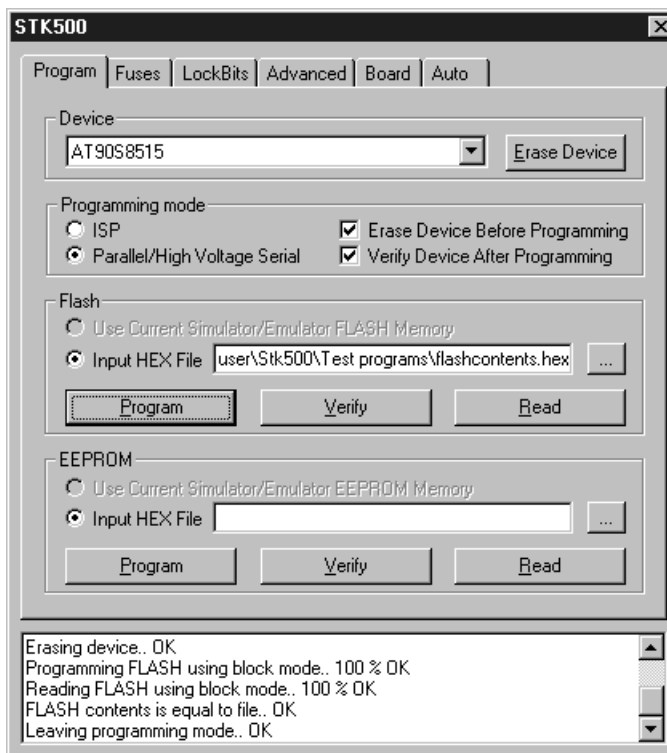 STK500
Program Fuses LockBits Advanced Board Auto
Device
AT90S8515 Erase Device
Programming mode
ISP Erase Device Before Programming
Parallel/High Voltage Serial Verify Device After Programming
Flash
Use Current Simulator/Emulator FLASH Memory
Input HEX File user\Stk500\Test programs\flashcontents.hex ...
Program Verify Read
EEPROM
Use Current Simulator/Emulator EEPROM Memory
Input HEX File ...
Program Verify Read
Erasing device.. OK
Programming FLASH using block mode.. 100 % OK
Reading FLASH using block mode.. 100 % OK
FLASH contents is equal to file.. OK
Leaving programming mode.. OK